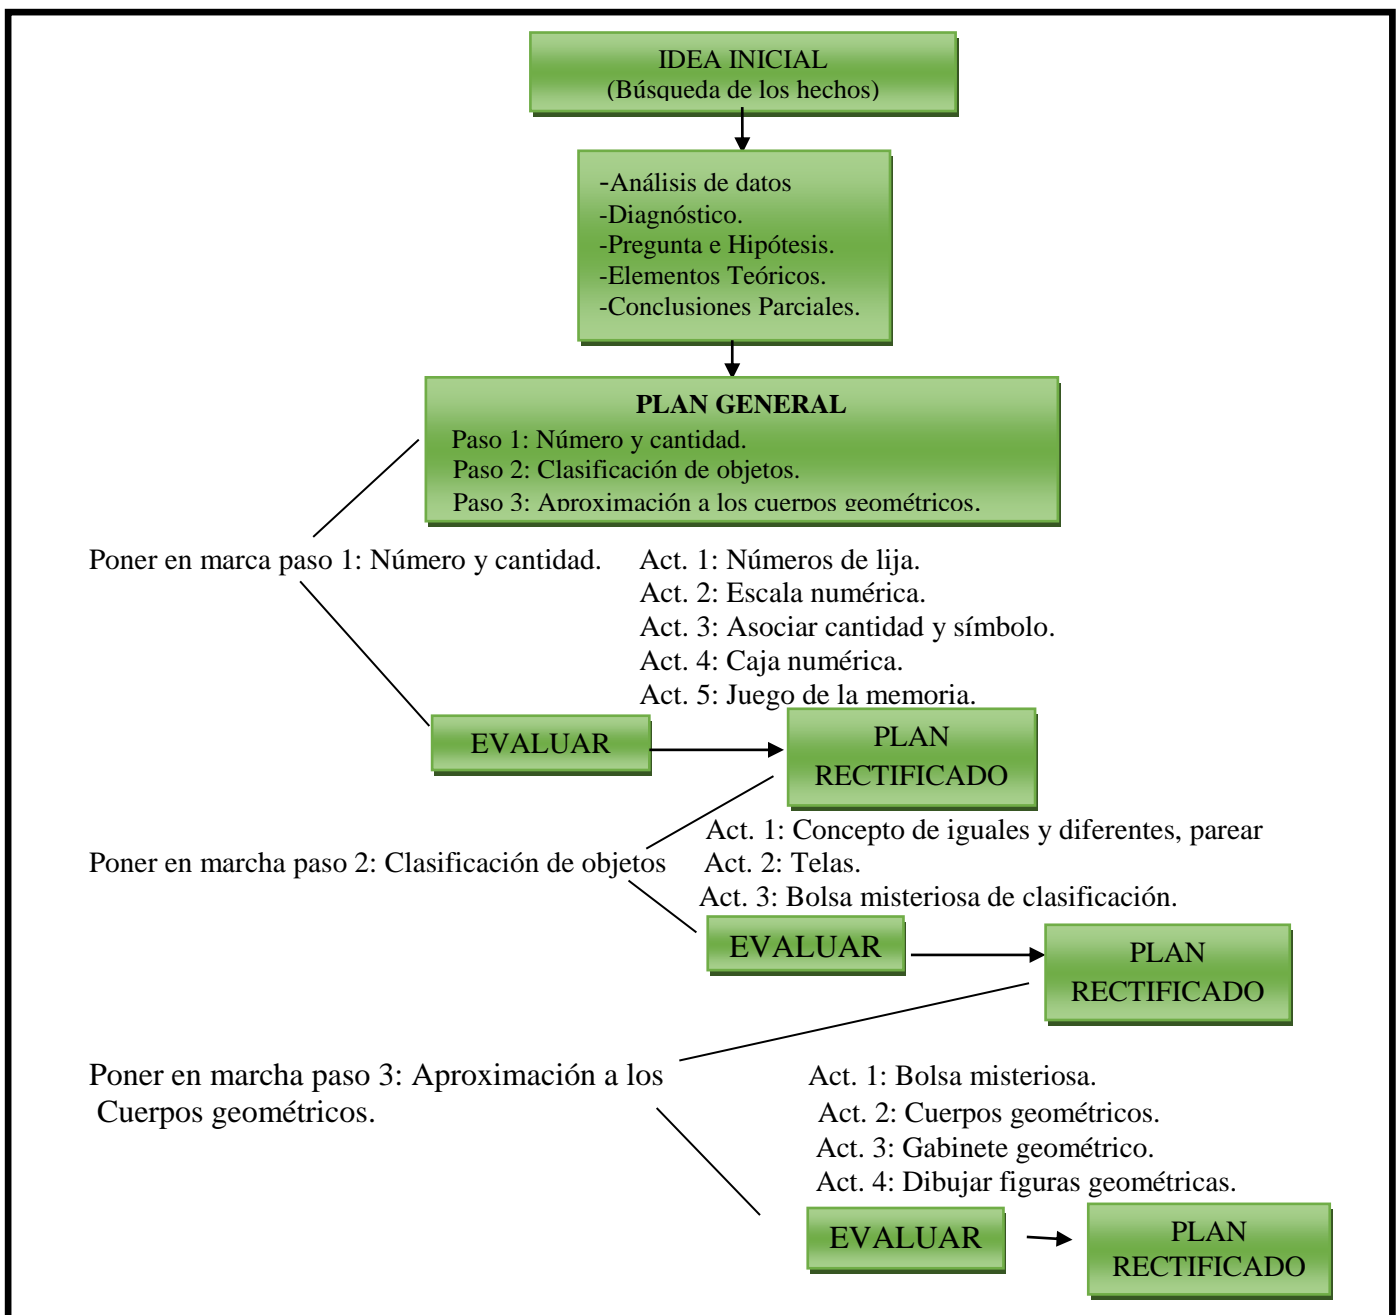 IDEA INICIAL
(Búsqueda de los hechos)
-Análisis de datos
-Diagnóstico.
-Pregunta e Hipótesis.
-Elementos Teóricos.
-Conclusiones Parciales.
PLAN GENERAL
Paso 1: Número y cantidad.
Paso 2: Clasificación de objetos.
Paso 3: Aproximación a los cuerpos geométricos.
Poner en marca paso 1: Número y cantidad.
Act. 1: Números de lija.
Act. 2: Escala numérica.
Act. 3: Asociar cantidad y símbolo.
Act. 4: Caja numérica.
Act. 5: Juego de la memoria.
EVALUAR
PLAN
RECTIFICADO
Poner en marcha paso 2: Clasificación de objetos
Act. 1: Concepto de iguales y diferentes, parear
Act. 2: Telas.
Act. 3: Bolsa misteriosa de clasificación.
EVALUAR
PLAN
RECTIFICADO
Poner en marcha paso 3: Aproximación a los
Cuerpos geométricos.
Act. 1: Bolsa misteriosa.
Act. 2: Cuerpos geométricos.
Act. 3: Gabinete geométrico.
Act. 4: Dibujar figuras geométricas.
EVALUAR
PLAN
RECTIFICADO